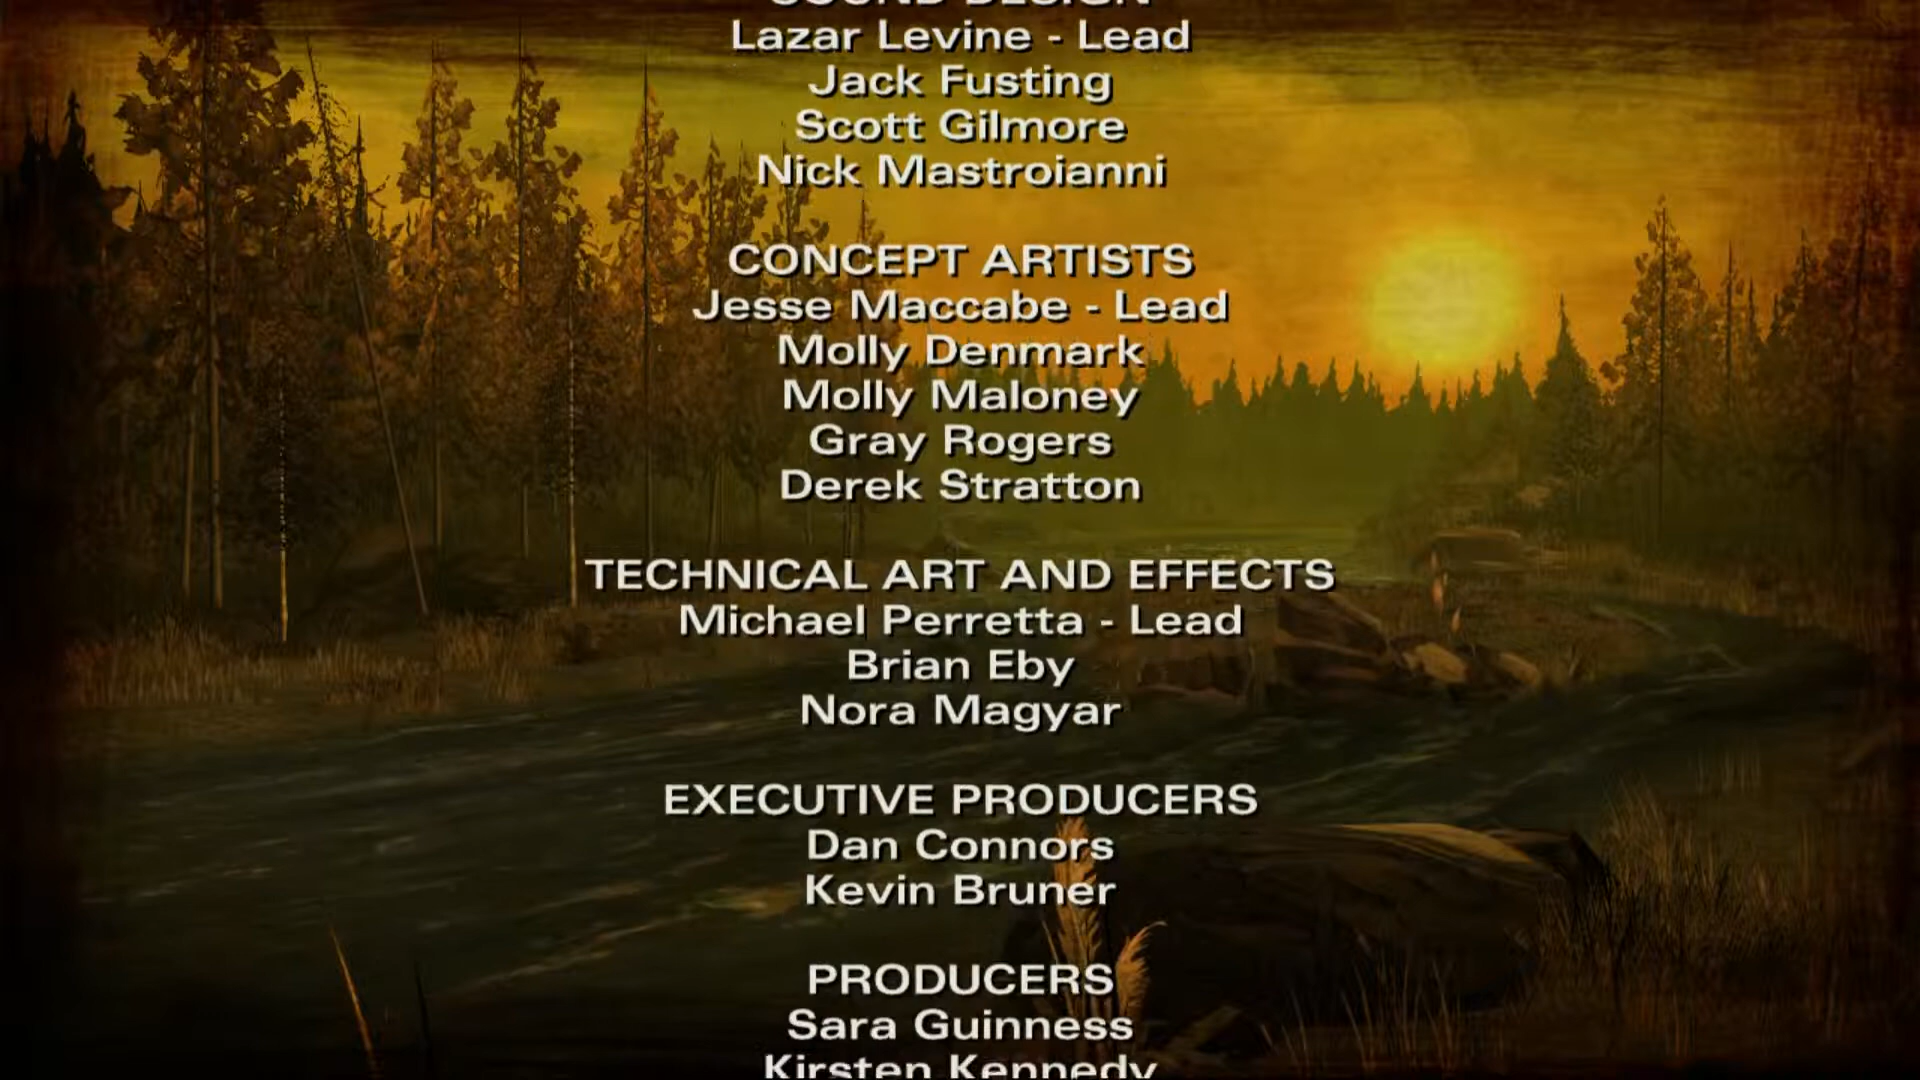 SOUND DESIGN
Lazar Levine - Lead
Jack Fusting
Scott Gilmore
Nick Mastroianni
CONCEPT ARTISTS
Jesse Maccabe - Lead
Molly Denmark
Molly Maloney
Gray Rogers
Derek Stratton
TECHNICAL ART AND EFFECTS
Michael Perretta - Lead
Brian Eby
Nora Magyar
EXECUTIVE PRODUCERS
Dan Connors
Kevin Bruner
PRODUCERS
Sara Guinness
Kirsten Kennedy